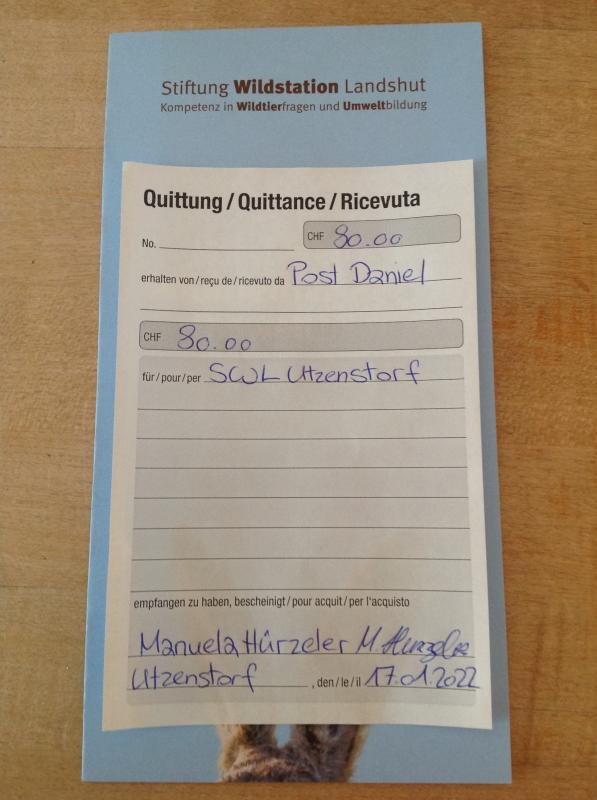 Stiftung Wildstation Landshut
Kompetenz in Wildtierfragen und Umweltbildung
Quittung / Quittance / Ricevuta
No.
CHF 80.00
erhalten von / reçu de / ricevuto da Post Daniel
CHF 80.00
für / pour / per SWL Utzenstorf
empfangen zu haben, bescheinigt / pour acquit / per l'acquisto
Manuela Hürzeler M. Hürzeler
Utzenstorf, den / le / il 17.01.2022